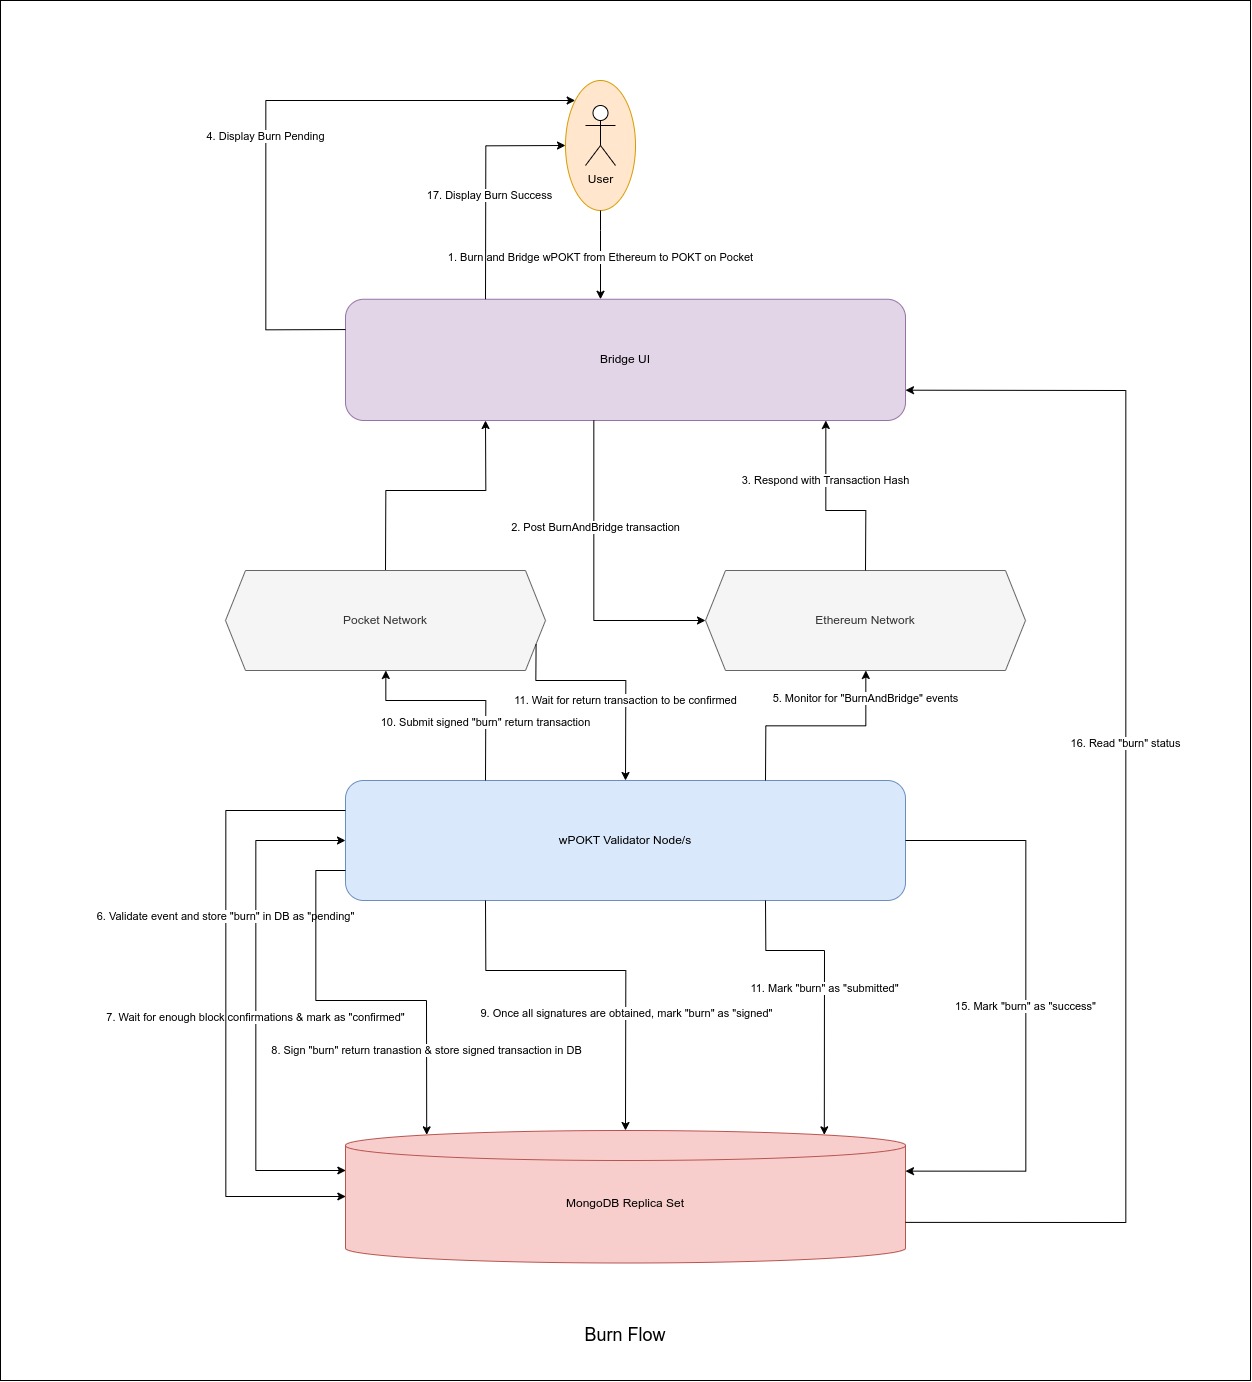 4. Display Burn Pending
User
17. Display Burn Success
1. Burn and Bridge wPOKT from Ethereum to POKT on Pocket
Bridge UI
3. Respond with Transaction Hash
2. Post BurnAndBridge transaction
Pocket Network
Ethereum Network
11. Wait for return transaction to be confirmed
5. Monitor for "BurnAndBridge" events
10. Submit signed "burn" return transaction
16. Read "burn" status
wPOKT Validator Node/s
6. Validate event and store "burn" in DB as "pending"
11. Mark "burn" as "submitted"
15. Mark "burn" as "success"
9. Once all signatures are obtained, mark "burn" as "signed"
7. Wait for enough block confirmations & mark as "confirmed"
8. Sign "burn" return tranastion & store signed transaction in DB
MongoDB Replica Set
Burn Flow